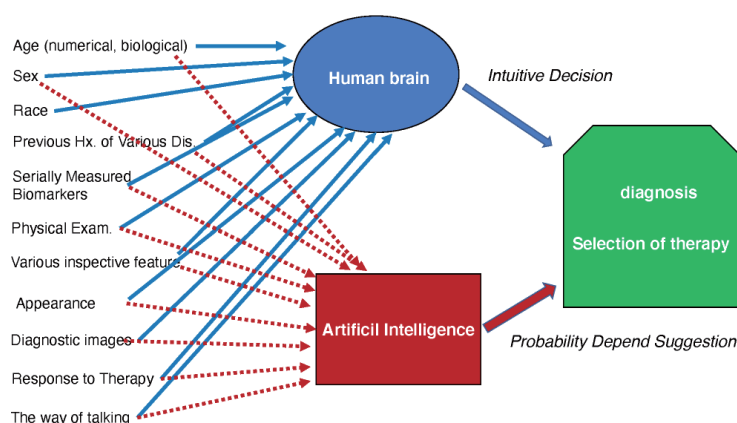 Age (numerical, biological)
Sex
Race
Previous Hx. of Various Dis.
Serially Measured
Biomarkers
Physical Exam.
Various inspective feature
Appearance
Diagnostic images
Response to Therapy
The way of talking
Human brain
Artificil Intelligence
Intuitive Decision
Probability Depend Suggestion
diagnosis
Selection of therapy